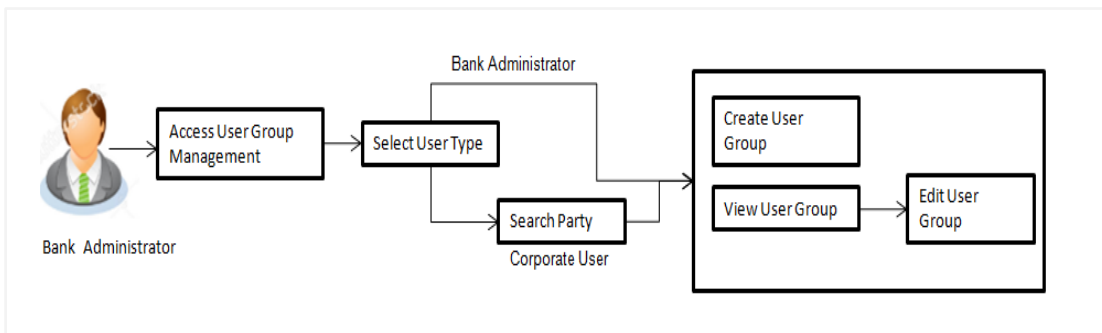 Bank Administrator
Access User Group
Management
Select User Type
Create User
Group
View User Group
Edit User
Group
Search Party
Corporate User
Bank Administrator